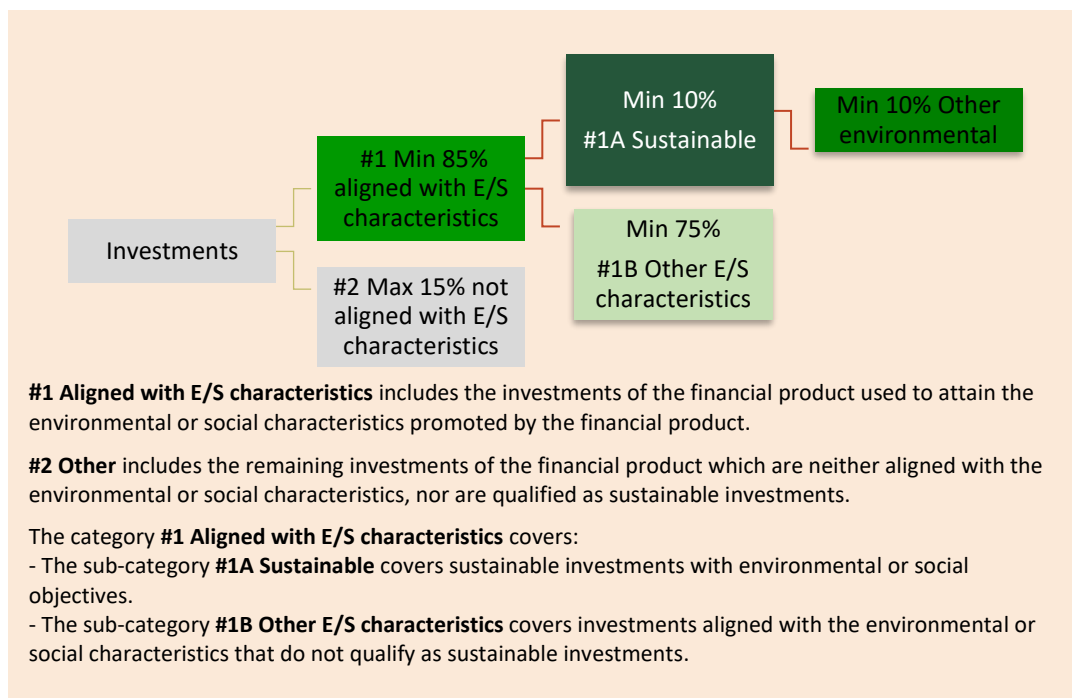 Min 10%
#1A Sustainable
Min 10% Other
environmental
#1 Min 85%
aligned with E/S
characteristics
Min 75%
#1B Other E/S
characteristics
Investments
#2 Max 15% not
aligned with E/S
characteristics
#1 Aligned with E/S characteristics includes the investments of the financial product used to attain the
environmental or social characteristics promoted by the financial product.
#2 Other includes the remaining investments of the financial product which are neither aligned with the
environmental or social characteristics, nor are qualified as sustainable investments.
The category #1 Aligned with E/S characteristics covers:
- The sub-category #1A Sustainable covers sustainable investments with environmental or social
objectives.
- The sub-category #1B Other E/S characteristics covers investments aligned with the environmental or
social characteristics that do not qualify as sustainable investments.